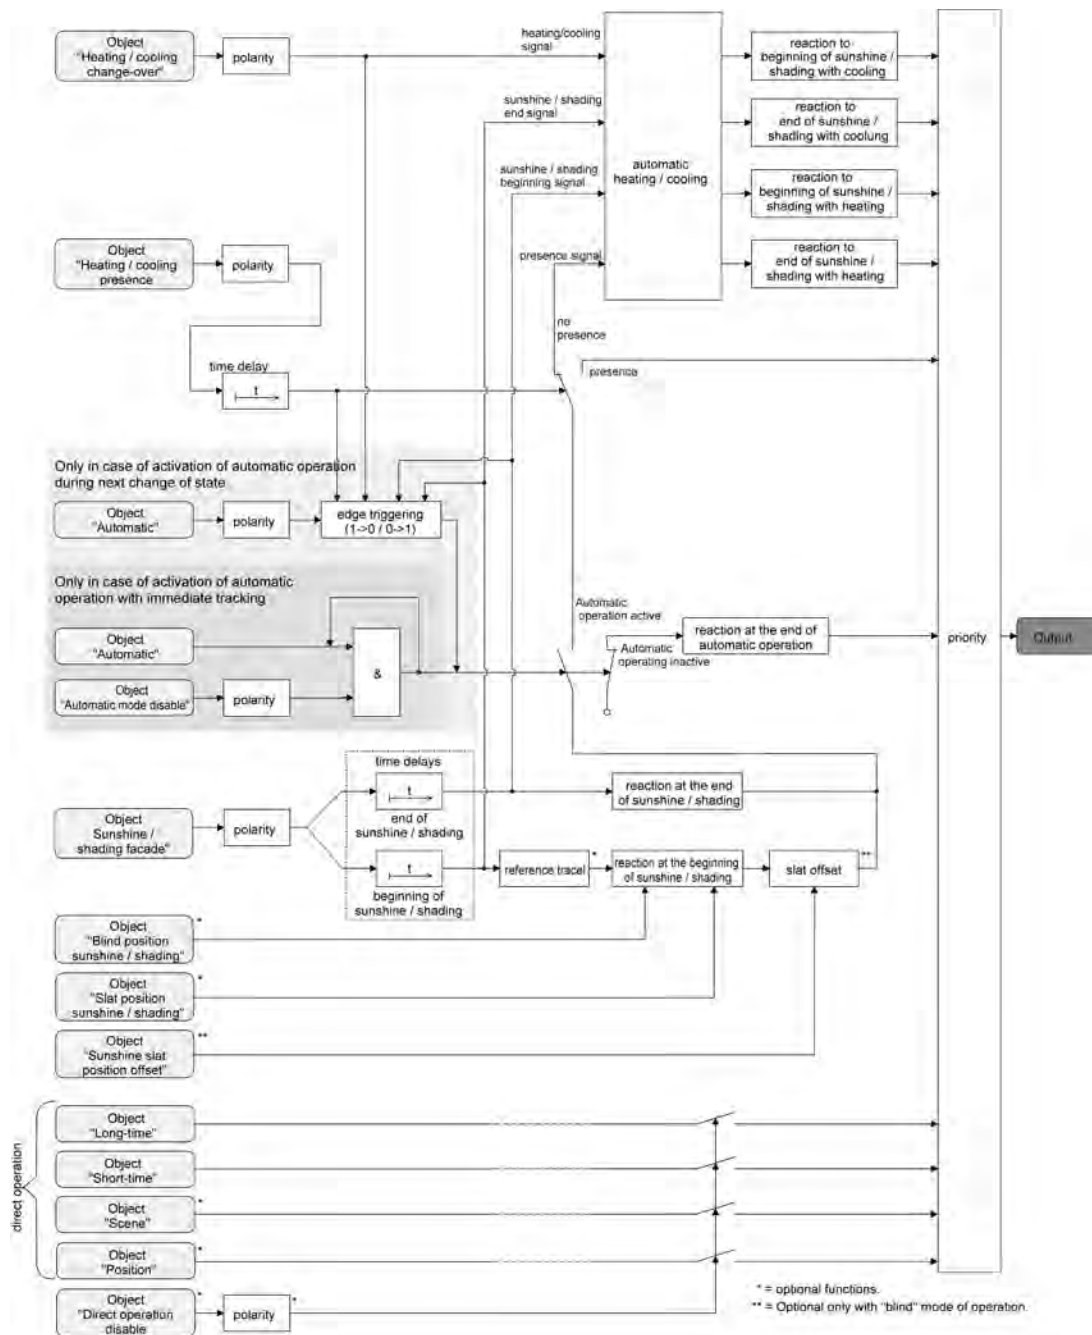 Object
"Heating / cooling
change-over"
polarity
heating/cooling
signal
reaction to
beginning of sunshine /
shading with cooling
sunshine / shading
end signal
reaction to
end of sunshine /
shading with coolung
automatic
heating / cooling
sunshine / shading
beginning signal
reaction to
beginning of sunshine /
shading with heating
Object
"Heating / cooling
presence
polarity
presence signal
reaction to
end of sunshine /
shading with heating
no
presence
presence
time delay
t
Only in case of activation of automatic operation
during next change of state
Object
"Automatic"
polarity
edge triggering
(1->0 / 0->1)
Only in case of activation of automatic
operation with immediate tracking
Object
"Automatic"
&
Object
"Automatic mode disable"
polarity
Automatic
operation active
Automatic
operating inactive
reaction at the end of
automatic operation
priority
Output
time delays
t
end of
sunshine / shading
reaction at the end
of sunshine / shading
Object
Sunshine /
shading facade"
polarity
t
beginning of
sunshine / shading
reference tracel
*
reaction at the beginning
of sunshine / shading
slat offset
**
Object
"Blind position
sunshine / shading"
*
Object
"Slat position
sunshine / shading"
*
Object
"Sunshine slat
position offset"
**
direct operation
Object
"Long-time"
Object
"Short-time"
Object
"Scene"
*
Object
"Position"
*
Object
"Direct operation
disable
*
polarity
*
* = optional functions.
** = Optional only with "blind" mode of operation.